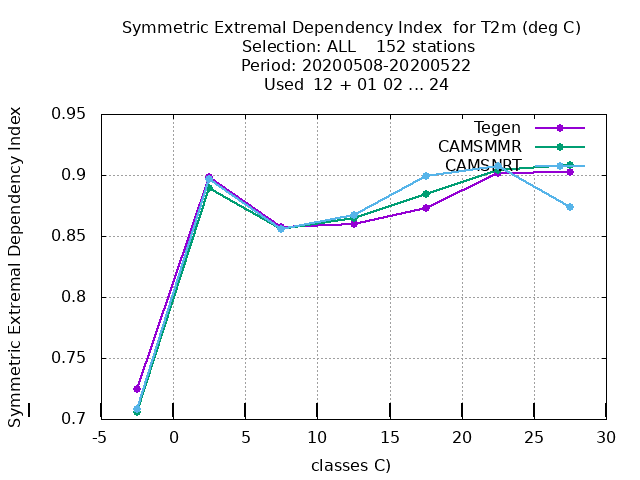 Symmetric Extremal Dependency Index for T2m (deg C)
Selection: ALL 152 stations
Period: 20200508-20200522
Used 12 + 01 02 ... 24
Symmetric Extremal Dependency Index
0.95
0.9
0.85
0.8
0.75
0.7
Tegen
CAMSMMR
CAMSNRT
-5 0 5 10 15 20 25 30
classes C)